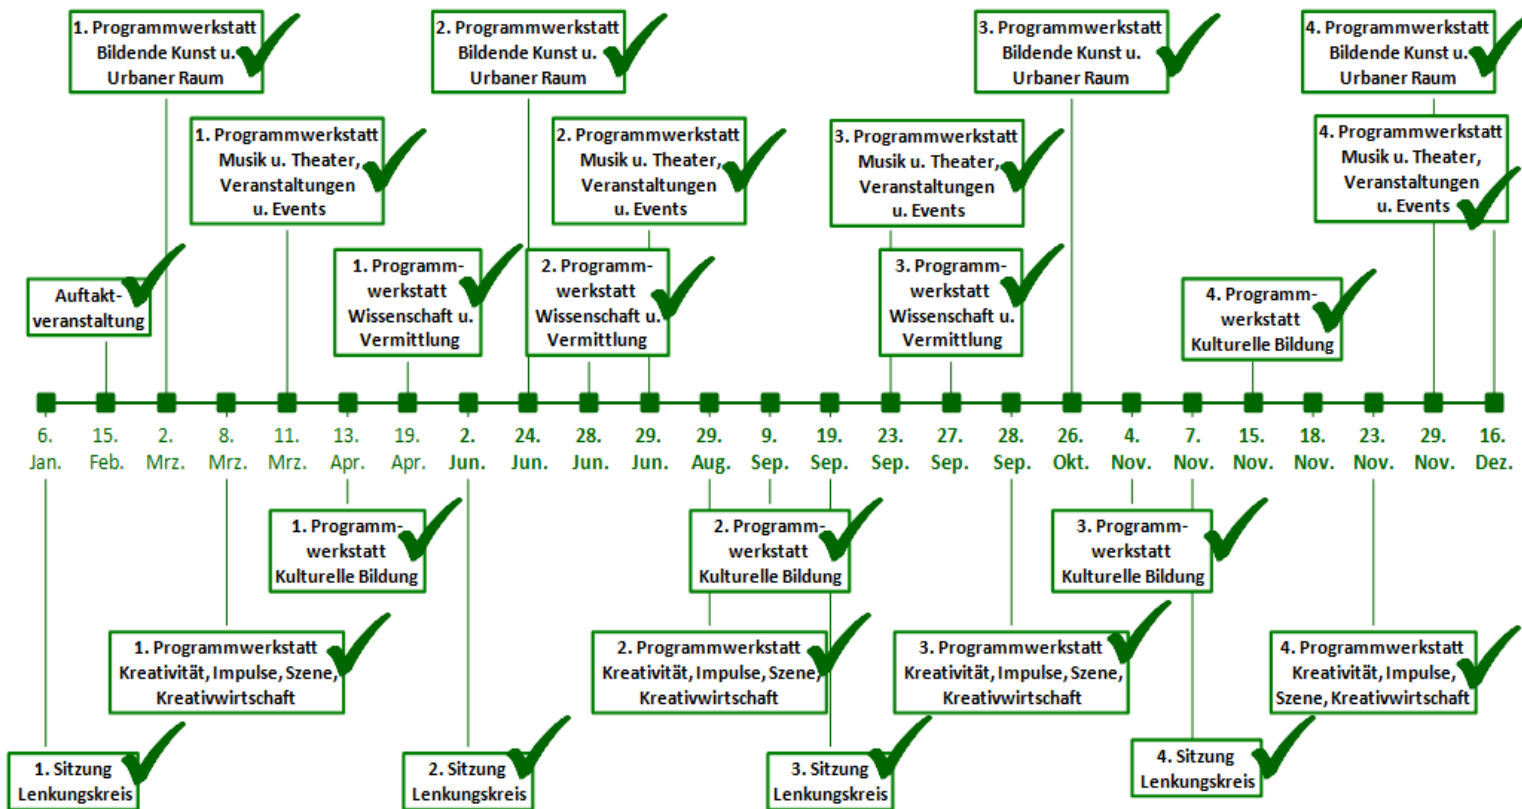 1. Programmwerkstatt
Bildende Kunst u.
Urbaner Raum
2. Programmwerkstatt
Bildende Kunst u.
Urbaner Raum
3. Programmwerkstatt
Bildende Kunst u.
Urbaner Raum
4. Programmwerkstatt
Bildende Kunst u.
Urbaner Raum
1. Programmwerkstatt
Musik u. Theater,
Veranstaltungen
u. Events
2. Programmwerkstatt
Musik u. Theater,
Veranstaltungen
u. Events
3. Programmwerkstatt
Musik u. Theater,
Veranstaltungen
u. Events
4. Programmwerkstatt
Musik u. Theater,
Veranstaltungen
u. Events
Auftakt-
veranstaltung
1. Programm-
werkstatt
Wissenschaft u.
Vermittlung
2. Programm-
werkstatt
Wissenschaft u.
Vermittlung
3. Programm-
werkstatt
Wissenschaft u.
Vermittlung
4. Programm-
werkstatt
Kulturelle Bildung
6. 15. 2. 8. 11. 13. 19. 2. 24. 28. 29. 29. 9. 19. 23. 27. 28. 26. 4. 7. 15. 18. 23. 29. 16.
Jan. Feb. Mrz. Mrz. Mrz. Apr. Apr. Jun. Jun. Jun. Jun. Aug. Sep. Sep. Sep. Sep. Sep. Okt. Nov. Nov. Nov. Nov. Nov. Nov. Dez.
1. Programm-
werkstatt
Kulturelle Bildung
2. Programm-
werkstatt
Kulturelle Bildung
3. Programm-
werkstatt
Kulturelle Bildung
1. Programmwerkstatt
Kreativität, Impulse, Szene,
Kreativwirtschaft
2. Programmwerkstatt
Kreativität, Impulse, Szene,
Kreativwirtschaft
3. Programmwerkstatt
Kreativität, Impulse, Szene,
Kreativwirtschaft
4. Programmwerkstatt
Kreativität, Impulse,
Szene, Kreativwirtschaft
1. Sitzung
Lenkungskreis
2. Sitzung
Lenkungskreis
3. Sitzung
Lenkungskreis
4. Sitzung
Lenkungskreis